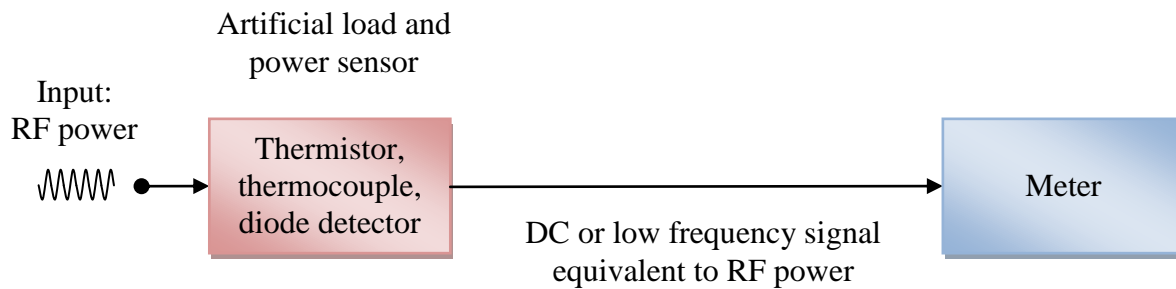 Artificial load and
power sensor
Input:
RF power
Thermistor,
thermocouple,
diode detector
Meter
DC or low frequency signal
equivalent to RF power